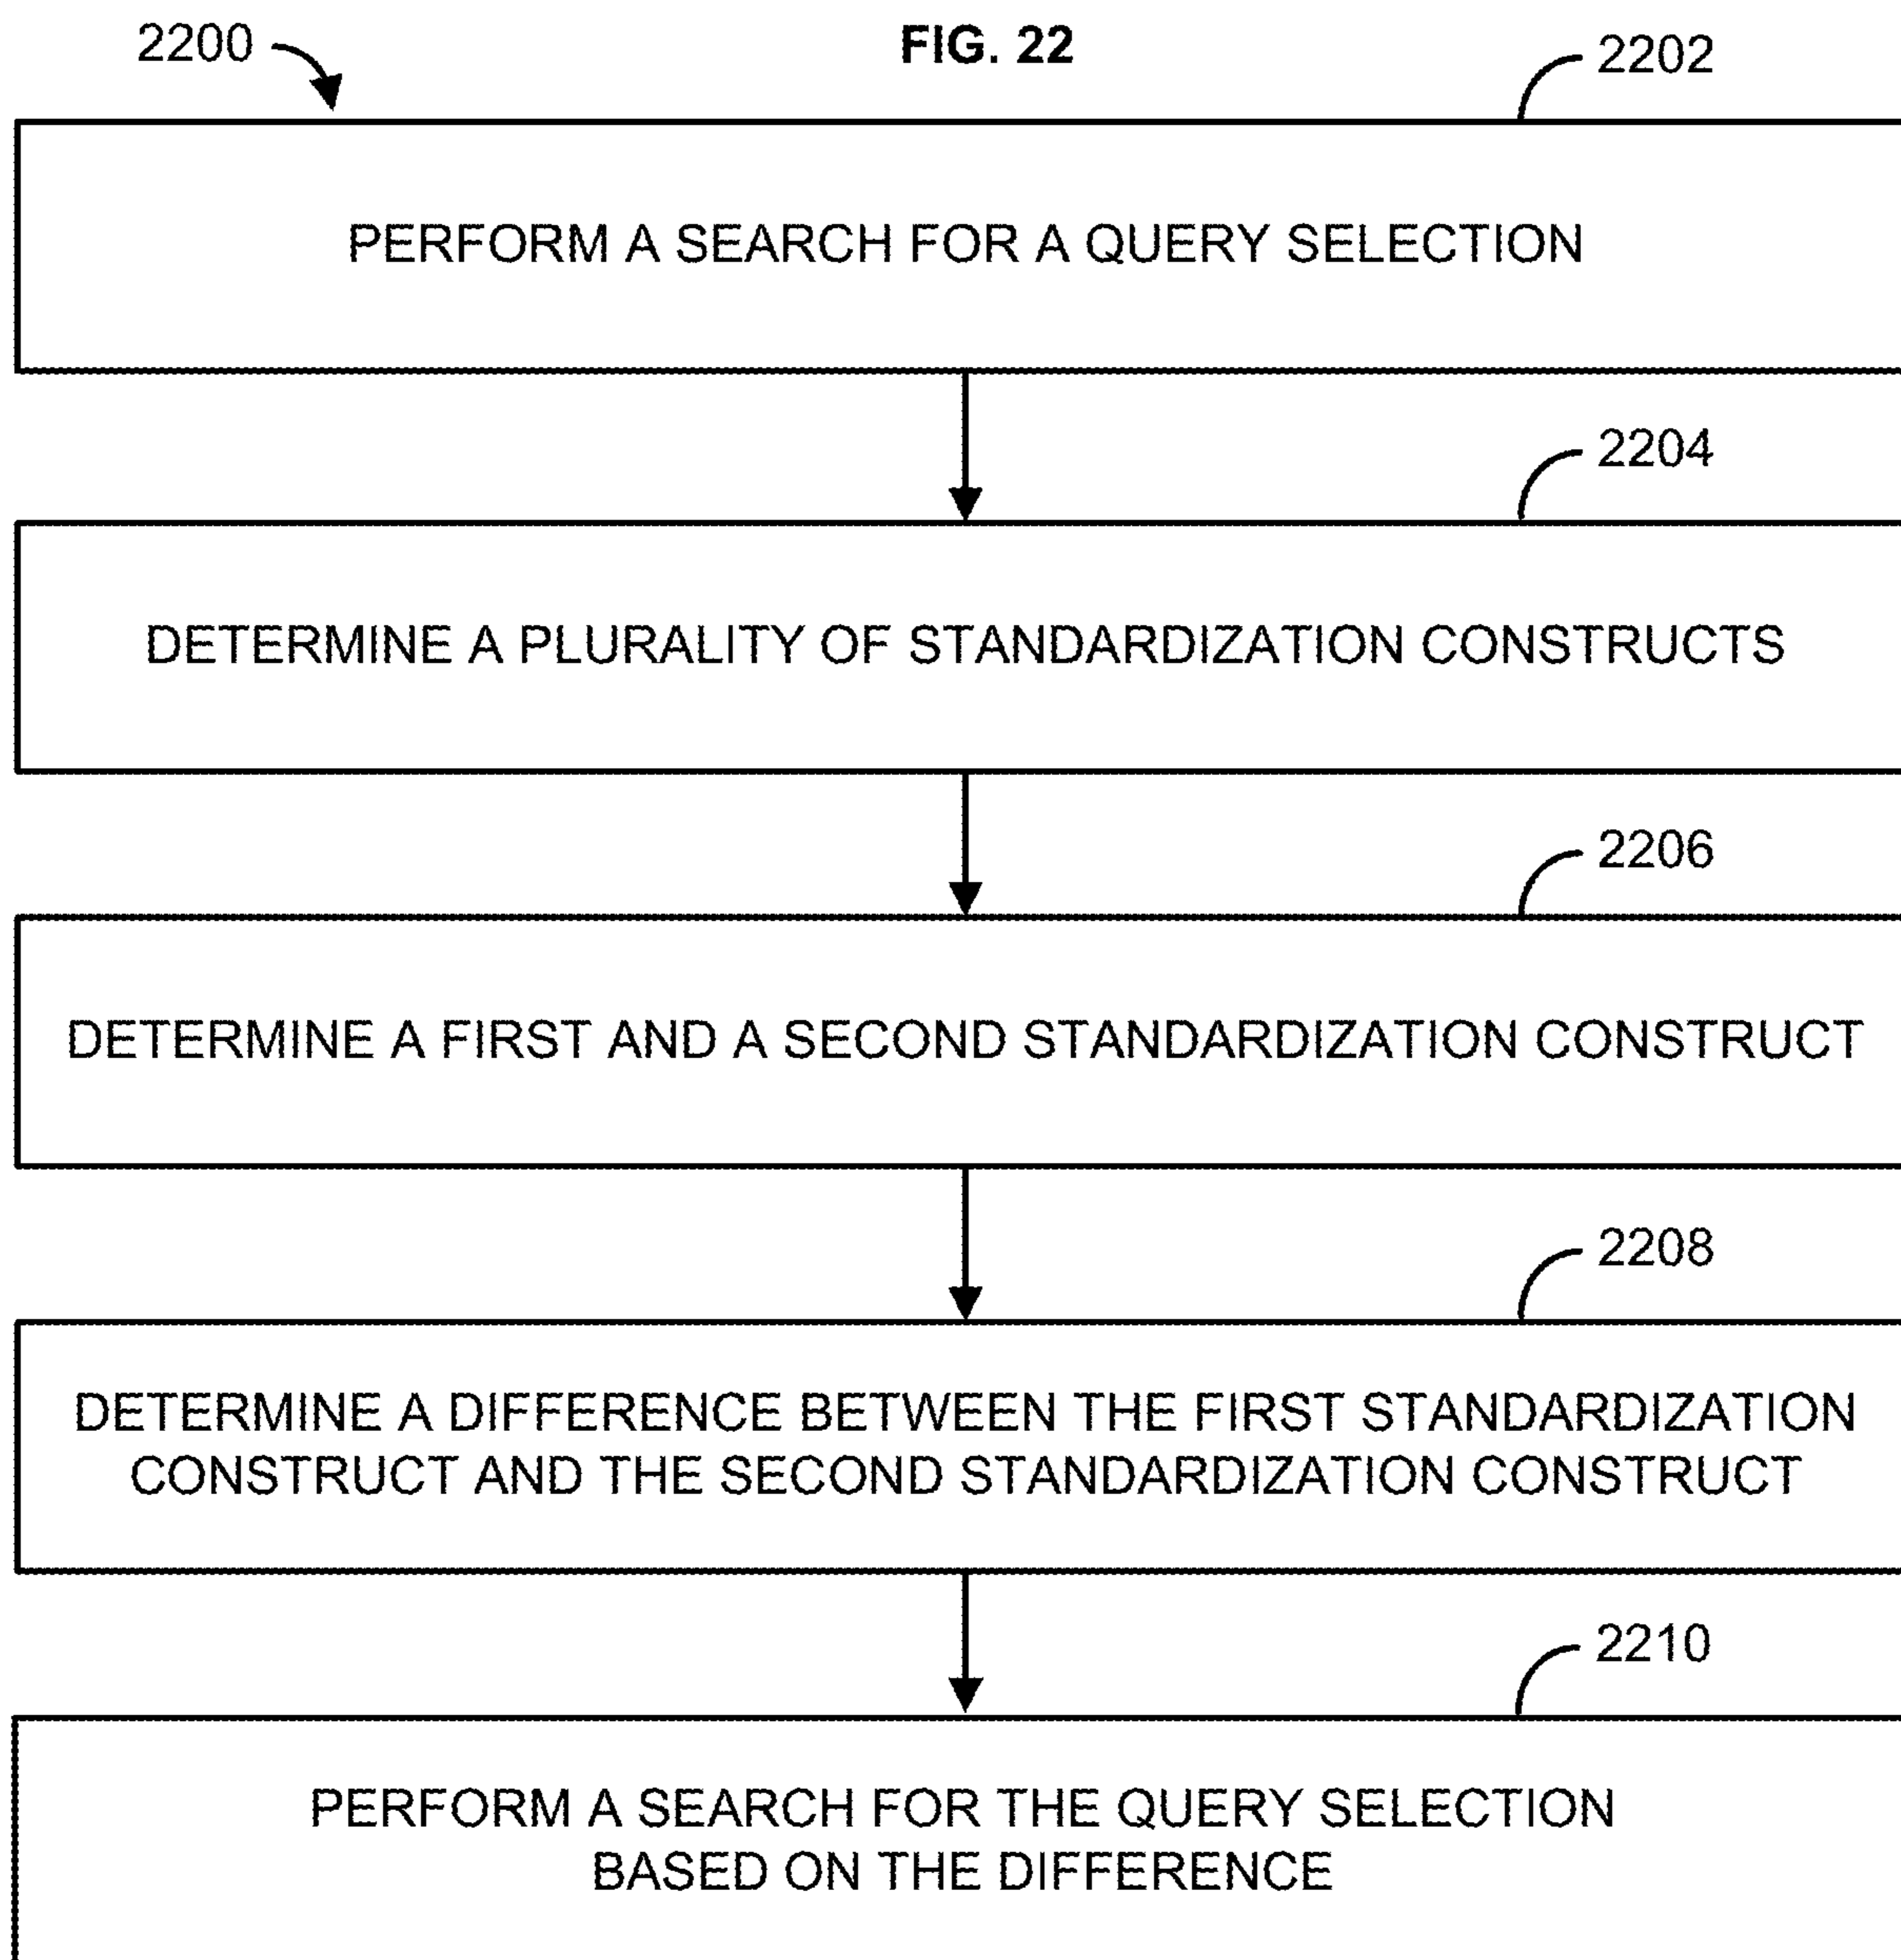 2200
FIG. 22
2202
PERFORM A SEARCH FOR A QUERY SELECTION
2204
DETERMINE A PLURALITY OF STANDARDIZATION CONSTRUCTS
2206
DETERMINE A FIRST AND A SECOND STANDARDIZATION CONSTRUCT
2208
DETERMINE A DIFFERENCE BETWEEN THE FIRST STANDARDIZATION
CONSTRUCT AND THE SECOND STANDARDIZATION CONSTRUCT
2210
PERFORM A SEARCH FOR THE QUERY SELECTION
BASED ON THE DIFFERENCE